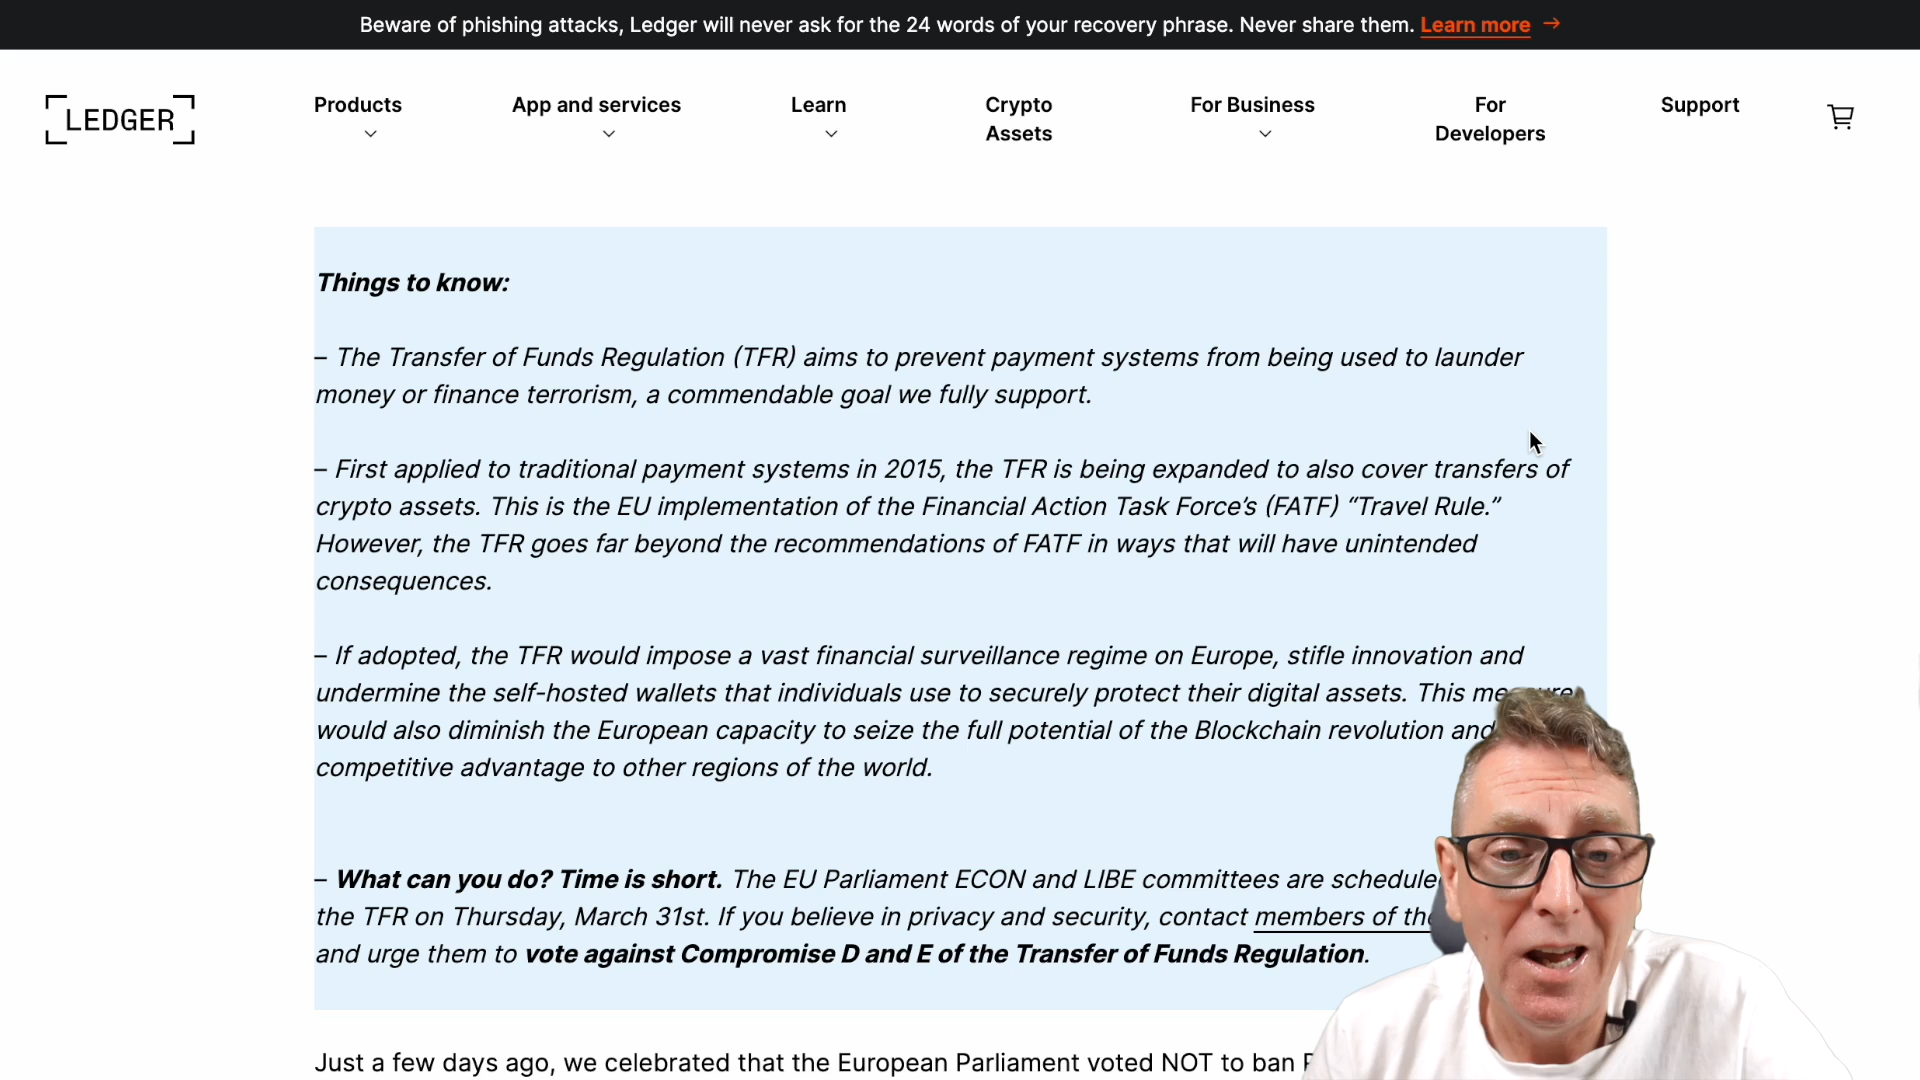 Beware of phishing attacks, Ledger will never ask for the 24 words of your recovery phrase. Never share them. Learn more →
LEDGER
Products
App and services
Learn
Crypto
Assets
For Business
For
Developers
Support
Things to know:
– The Transfer of Funds Regulation (TFR) aims to prevent payment systems from being used to launder
money or finance terrorism, a commendable goal we fully support.
– First applied to traditional payment systems in 2015, the TFR is being expanded to also cover transfers of
crypto assets. This is the EU implementation of the Financial Action Task Force’s (FATF) “Travel Rule.”
However, the TFR goes far beyond the recommendations of FATF in ways that will have unintended
consequences.
– If adopted, the TFR would impose a vast financial surveillance regime on Europe, stifle innovation and
undermine the self-hosted wallets that individuals use to securely protect their digital assets. This measure
would also diminish the European capacity to seize the full potential of the Blockchain revolution and
competitive advantage to other regions of the world.
– What can you do? Time is short. The EU Parliament ECON and LIBE committees are
the TFR on Thursday, March 31st. If you believe in privacy and security, contact members of the
and urge them to vote against Compromise D and E of the Transfer of Funds Regulation.
Just a few days ago, we celebrated that the European Parliament voted NOT to ban